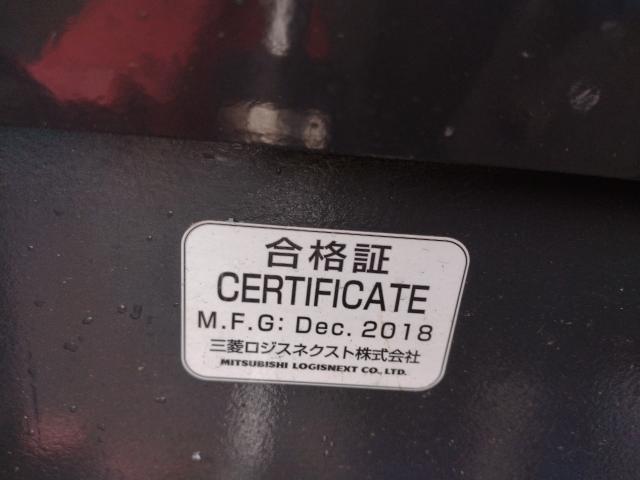 合格証
CERTIFICATE
M.F.G: Dec. 2018
三菱ロジスネクスト株式会社
MITSUBISHI LOGISNEXT CO., LTD.